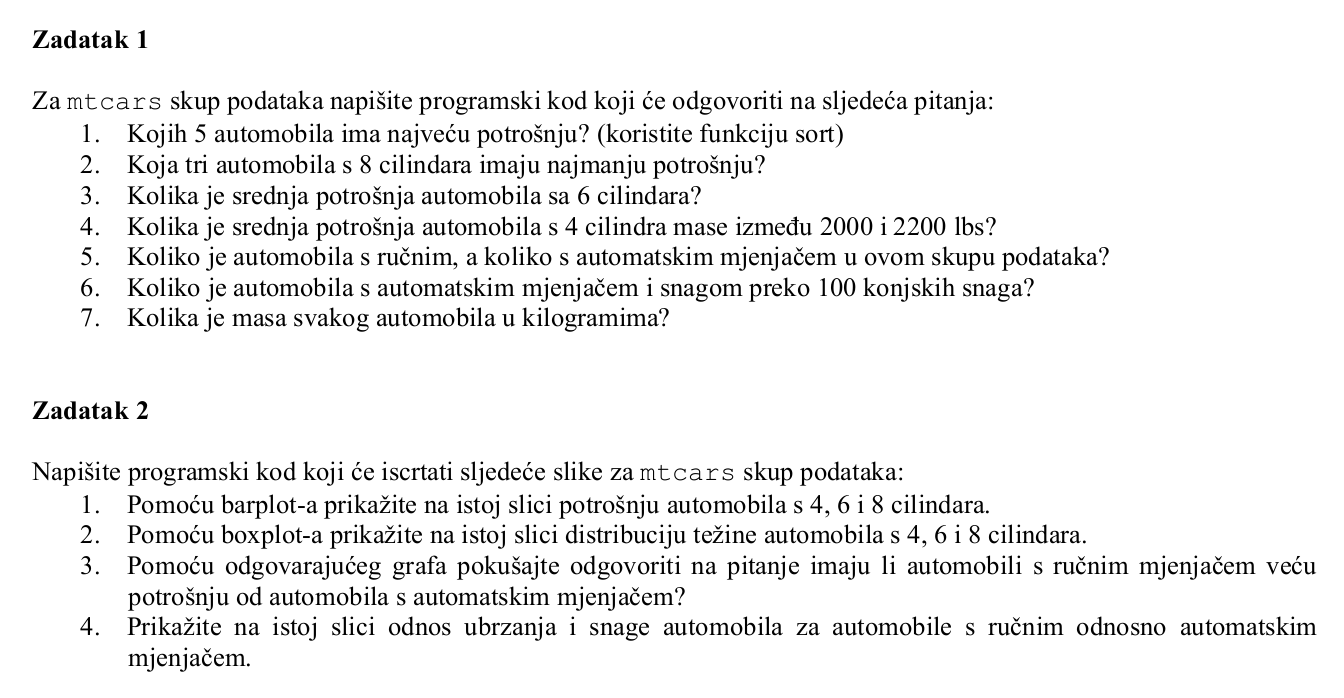 Zadatak 1
Za mtcars skup podataka napišite programski kod koji će odgovoriti na sljedeća pitanja:
1. Kojih 5 automobila ima najveću potrošnju? (koristite funkciju sort)
2. Koja tri automobila s 8 cilindara imaju najmanju potrošnju?
3. Kolika je srednja potrošnja automobila sa 6 cilindara?
4. Kolika je srednja potrošnja automobila s 4 cilindra mase između 2000 i 2200 lbs?
5. Koliko je automobila s ručnim, a koliko s automatskim mjenjačem u ovom skupu podataka?
6. Koliko je automobila s automatskim mjenjačem i snagom preko 100 konjskih snaga?
7. Kolika je masa svakog automobila u kilogramima?
Zadatak 2
Napišite programski kod koji će iscrtati sljedeće slike za mtcars skup podataka:
1. Pomoću barplot-a prikažite na istoj slici potrošnju automobila s 4, 6 i 8 cilindara.
2. Pomoću boxplot-a prikažite na istoj slici distribuciju težine automobila s 4, 6 i 8 cilindara.
3. Pomoću odgovarajućeg grafa pokušajte odgovoriti na pitanje imaju li automobili s ručnim mjenjačem veću
potrošnju od automobila s automatskim mjenjačem?
4. Prikažite na istoj slici odnos ubrzanja i snage automobila za automobile s ručnim odnosno automatskim
mjenjačem.